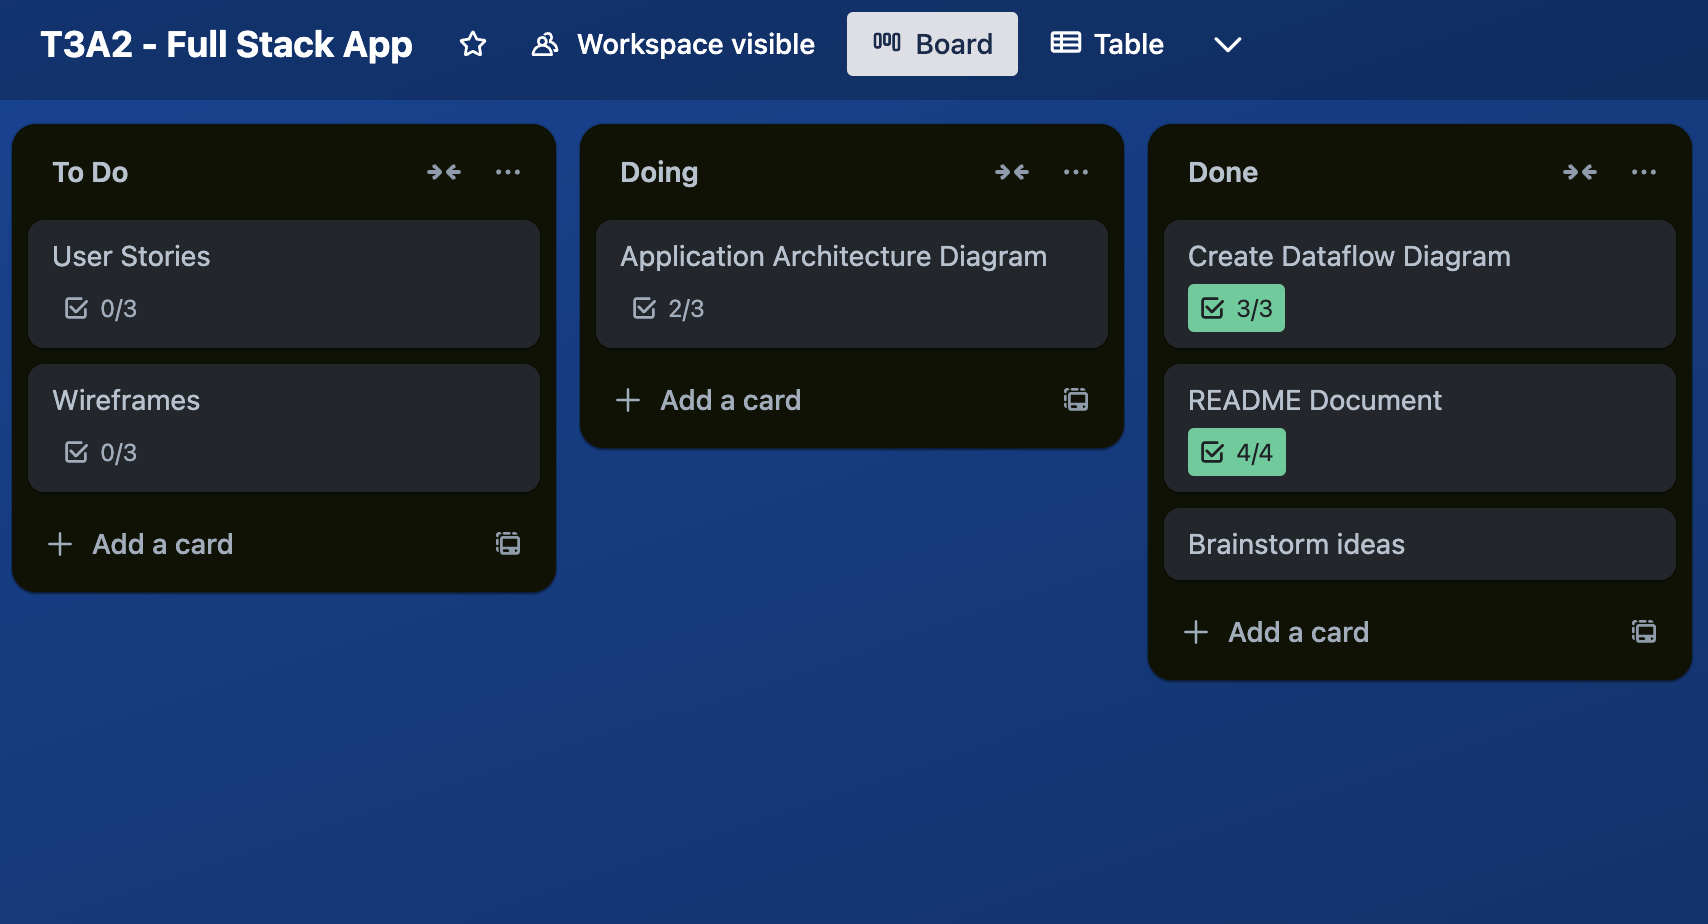 T3A2 - Full Stack App
Workspace visible
Board
Table
To Do
User Stories
0/3
Wireframes
0/3
Add a card
Doing
Application Architecture Diagram
2/3
Add a card
Done
Create Dataflow Diagram
3/3
README Document
4/4
Brainstorm ideas
Add a card